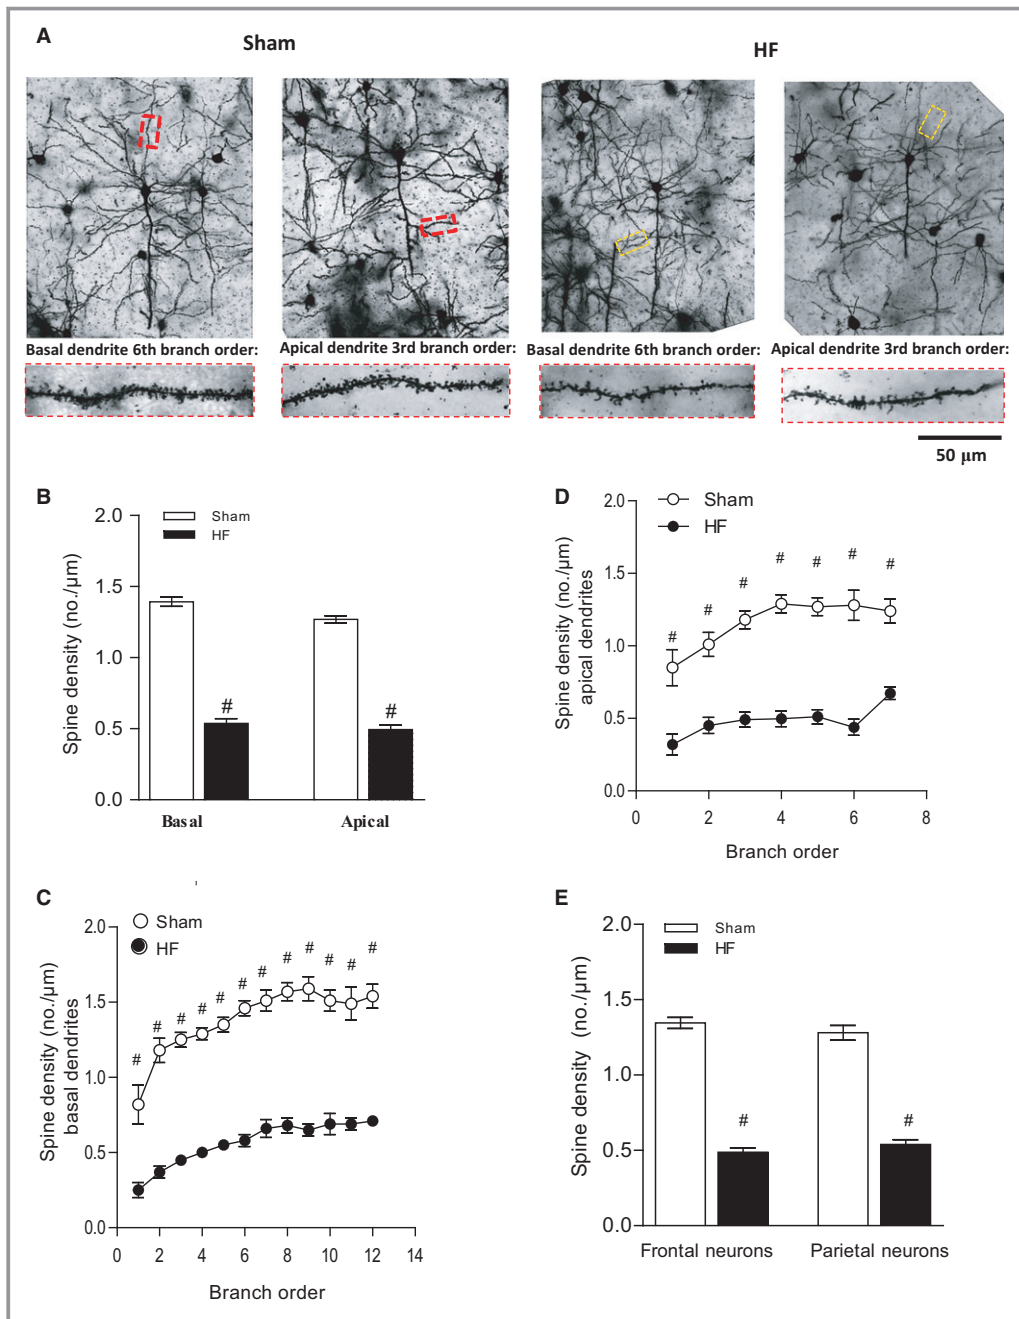 A
Sham
HF
Basal dendrite 6th branch order:
Apical dendrite 3rd branch order:
Basal dendrite 6th branch order:
Apical dendrite 3rd branch order:
50 µm
B
Spine density (no./µm)
2.0
1.5
1.0
0.5
0.0
Sham
HF
#
#
Basal
Apical
D
Spine density (no./µm)
apical dendrites
Sham
HF
2.0
1.5
1.0
0.5
0.0
# # # # # # #
0 2 4 6 8
Branch order
C
Spine density (no./µm)
basal dendrites
Sham
HF
2.0
1.5
1.0
0.5
0.0
# # # # # # # # # # # #
0 2 4 6 8 10 12 14
Branch order
E
Spine density (no./µm)
2.0
1.5
1.0
0.5
0.0
Sham
HF
#
#
Frontal neurons
Parietal neurons